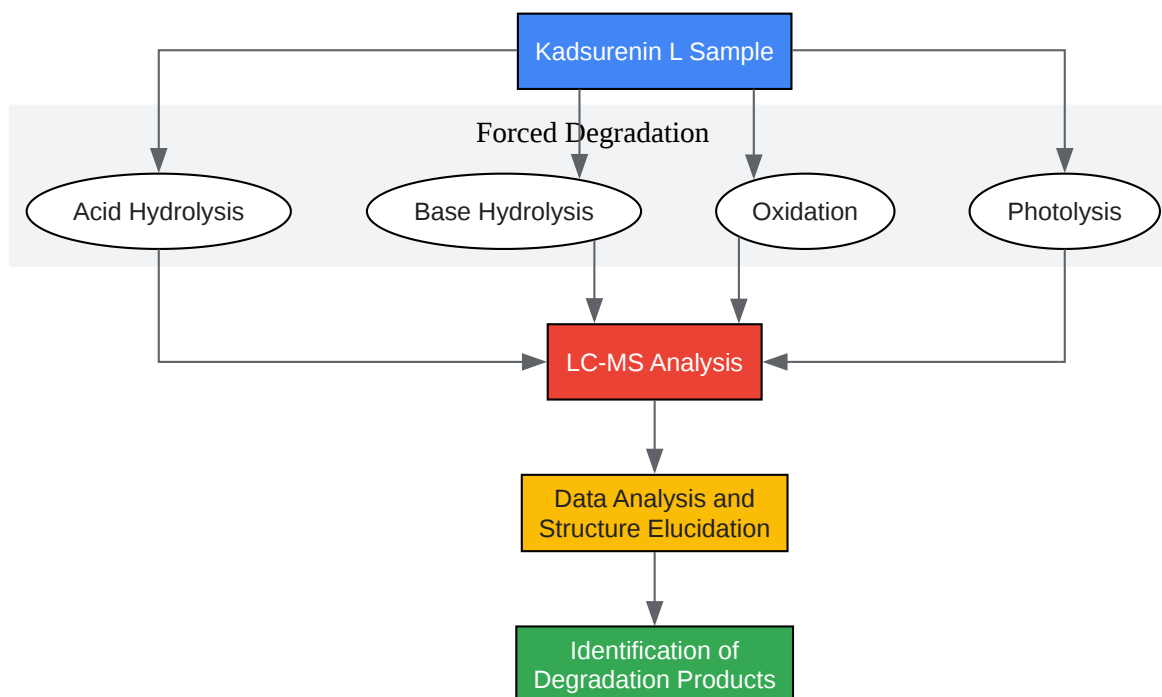 Kadsurenin L Sample
Forced Degradation
Acid Hydrolysis
Base Hydrolysis
Oxidation
Photolysis
LC-MS Analysis
Data Analysis and
Structure Elucidation
Identification of
Degradation Products